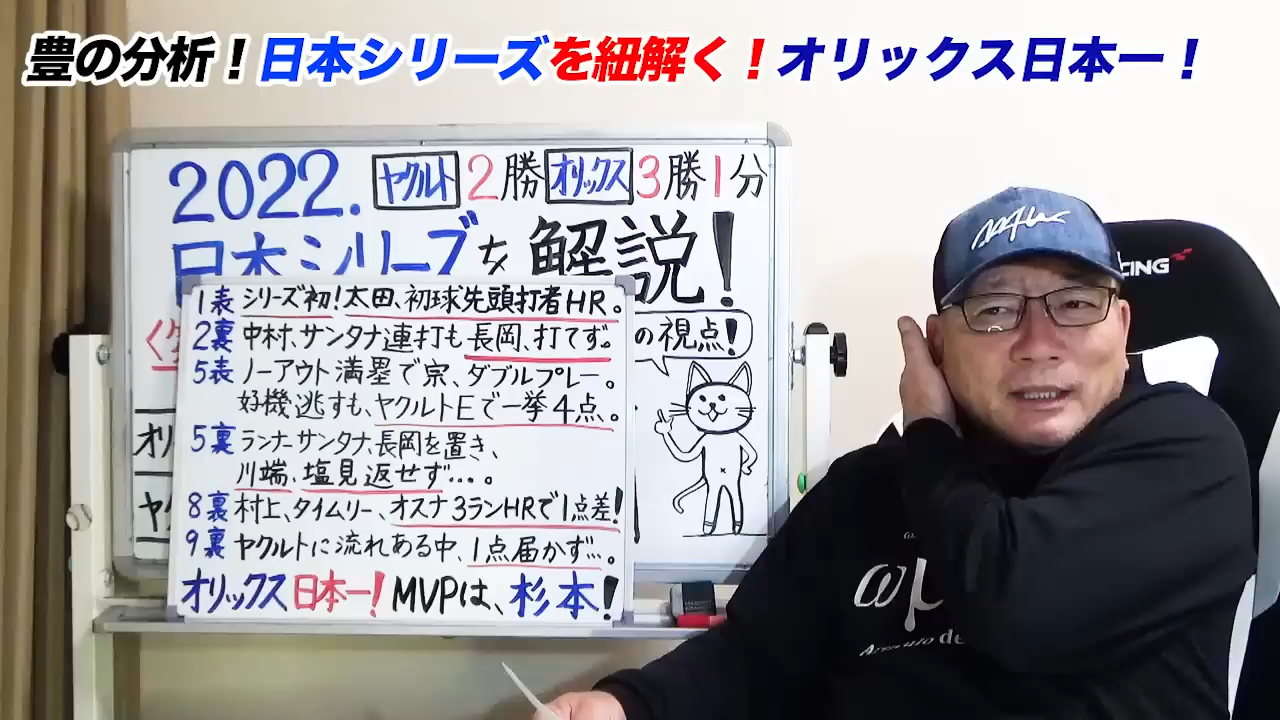 豊の分析！日本シリーズを紐解く！オリックス日本一！
2022. ヤクルト 2勝 オリックス 3勝1分
日本シリーズを解説！
の視点！
1表 シリーズ初！太田、初球先頭打者HR。
2裏 中村、サンタナ連打も長岡、打てず。
5表 ノーアウト満塁で宗、ダブルプレー。
好機逃すも、ヤクルトEで一挙4点。
5裏 ランナーサンタナ、長岡を置き、
川端、塩見返せず…。
8裏 村上、タイムリー、オスナ3ランHRで1点差！
9裏 ヤクルトに流れある中、1点届かず…。
オリックス日本一！MVPは、杉本！
オリ
ヤク
CING